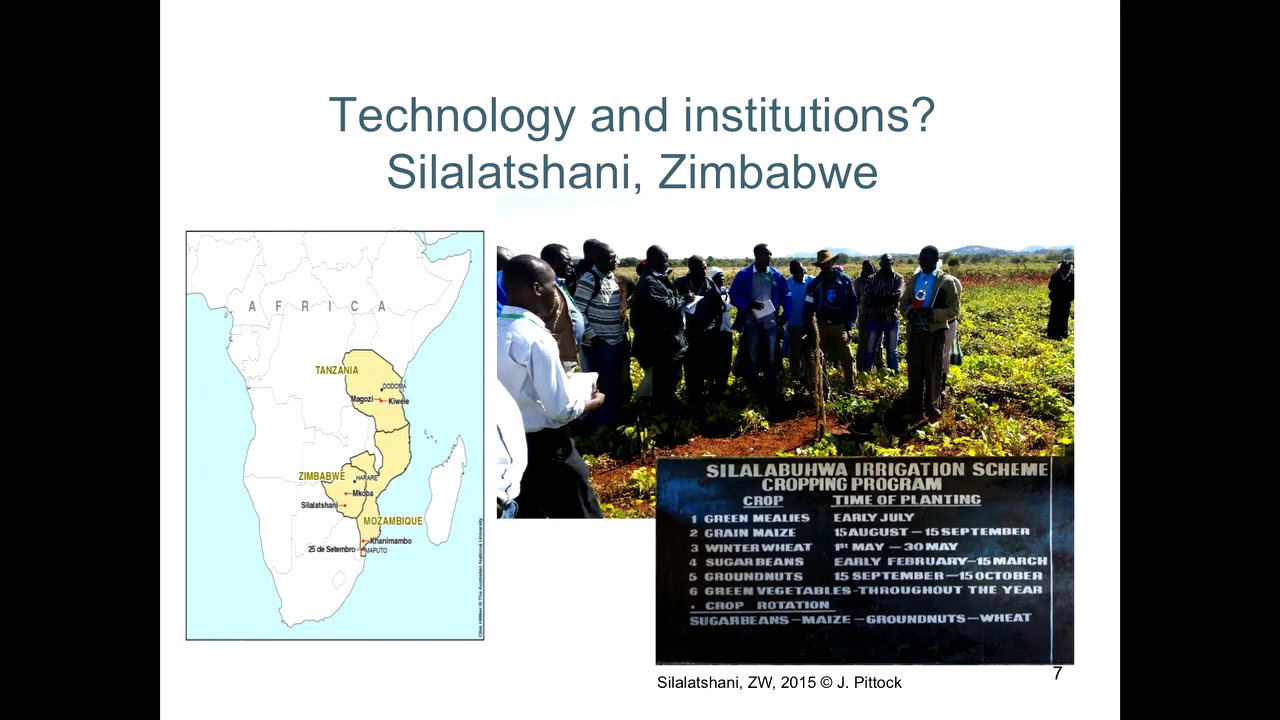 Technology and institutions?
Silalatshani, Zimbabwe
AFRICA
TANZANIA
DODOMA
Magozi
Kiwele
ZIMBABWE
HARARE
Mkoba
Silalatshani
MOZAMBIQUE
Khanimambo
25 de Setembro
MAPUTO
SILALABUHWA IRRIGATION SCHEME
CROPPING PROGRAM
CROP TIME OF PLANTING
1 GREEN MEALIES EARLY JULY
2 GRAIN MAIZE 15 AUGUST — 15 SEPTEMBER
3 WINTER WHEAT 1st MAY — 30 MAY
4 SUGAR BEANS EARLY FEBRUARY—15 MARCH
5 GROUNDNUTS 15 SEPTEMBER—15 OCTOBER
6 GREEN VEGETABLES-THROUGHOUT THE YEAR
• CROP ROTATION
SUGARBEANS—MAIZE—GROUNDNUTS—WHEAT
7
Silalatshani, ZW, 2015 © J. Pittock